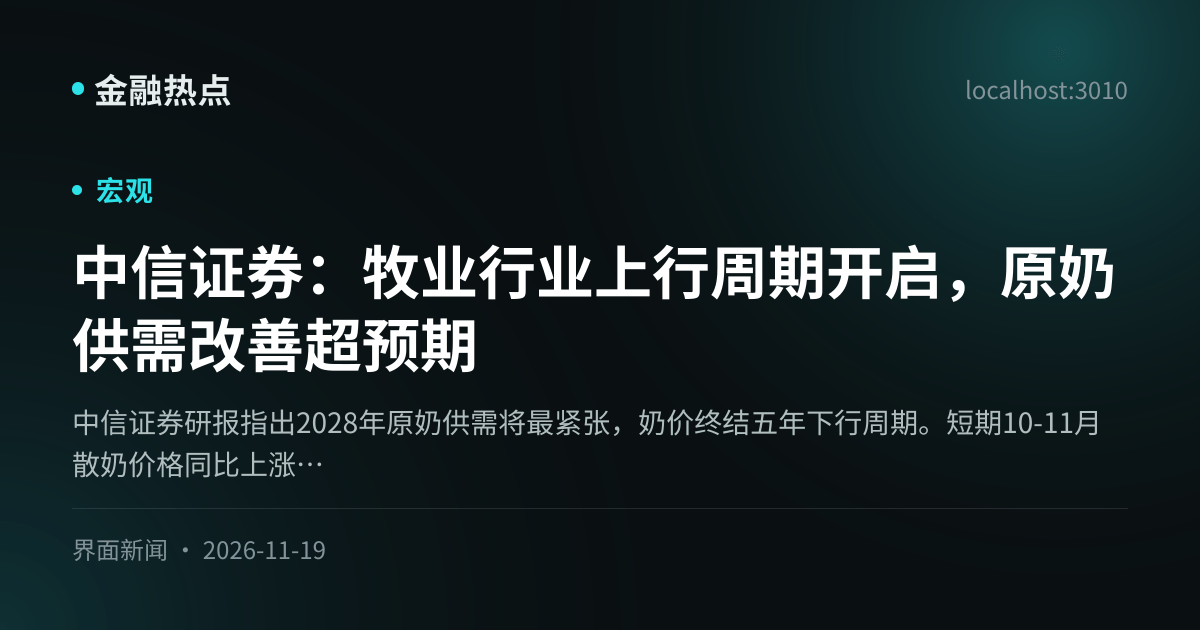 金融热点
localhost:3010
宏观
中信证券：牧业行业上行周期开启，原奶
供需改善超预期
中信证券研报指出2028年原奶供需将最紧张，奶价终结五年下行周期。短期10-11月
散奶价格同比上涨…
界面新闻 • 2026-11-19